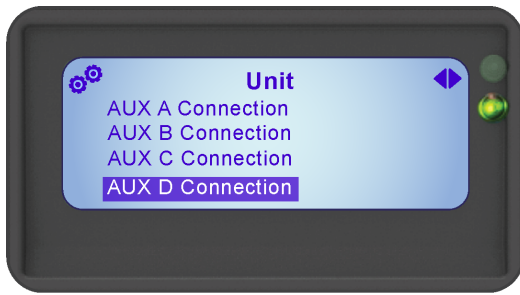 Unit
AUX A Connection
AUX B Connection
AUX C Connection
AUX D Connection